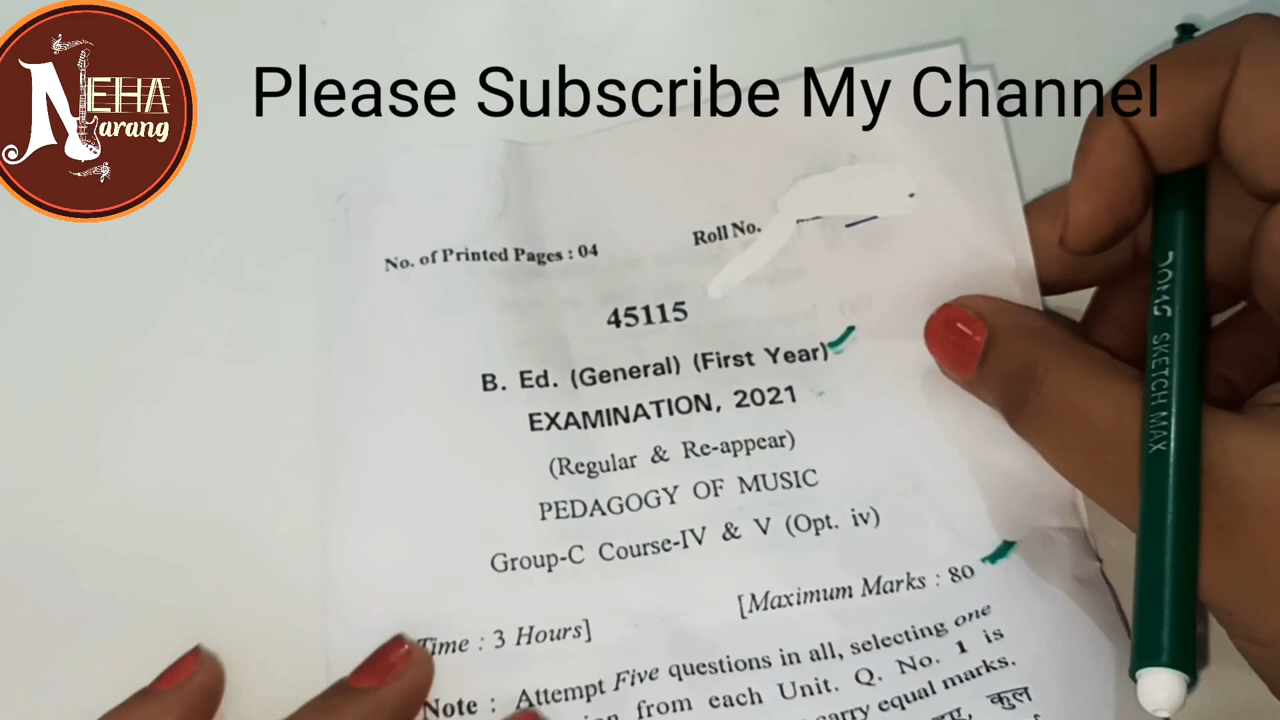 NEHA
Narang
Please Subscribe My Channel
No. of Printed Pages : 04
Roll No.
45115
B. Ed. (General) (First Year)
EXAMINATION, 2021
(Regular & Re-appear)
PEDAGOGY OF MUSIC
Group-C Course-IV & V (Opt. iv)
Time : 3 Hours]
[Maximum Marks : 80
Note : Attempt Five questions in all, selecting one
from each Unit. Q. No. 1 is
carry equal marks.
कुल
DOMS SKETCH MAX